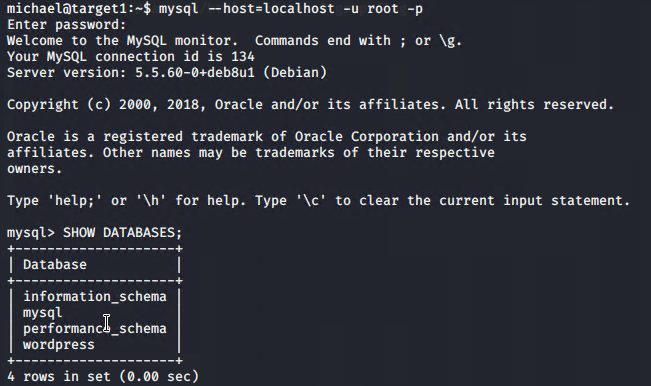 michael@target1:~$ mysql --host=localhost -u root -p
Enter password:
Welcome to the MySQL monitor.  Commands end with ; or \g.
Your MySQL connection id is 134
Server version: 5.5.60-0+deb8u1 (Debian)

Copyright (c) 2000, 2018, Oracle and/or its affiliates. All rights reserved.

Oracle is a registered trademark of Oracle Corporation and/or its
affiliates. Other names may be trademarks of their respective
owners.

Type 'help;' or '\h' for help. Type '\c' to clear the current input statement.

mysql> SHOW DATABASES;
+--------------------+
| Database           |
+--------------------+
| information_schema |
| mysql              |
| performance_schema |
| wordpress          |
+--------------------+
4 rows in set (0.00 sec)